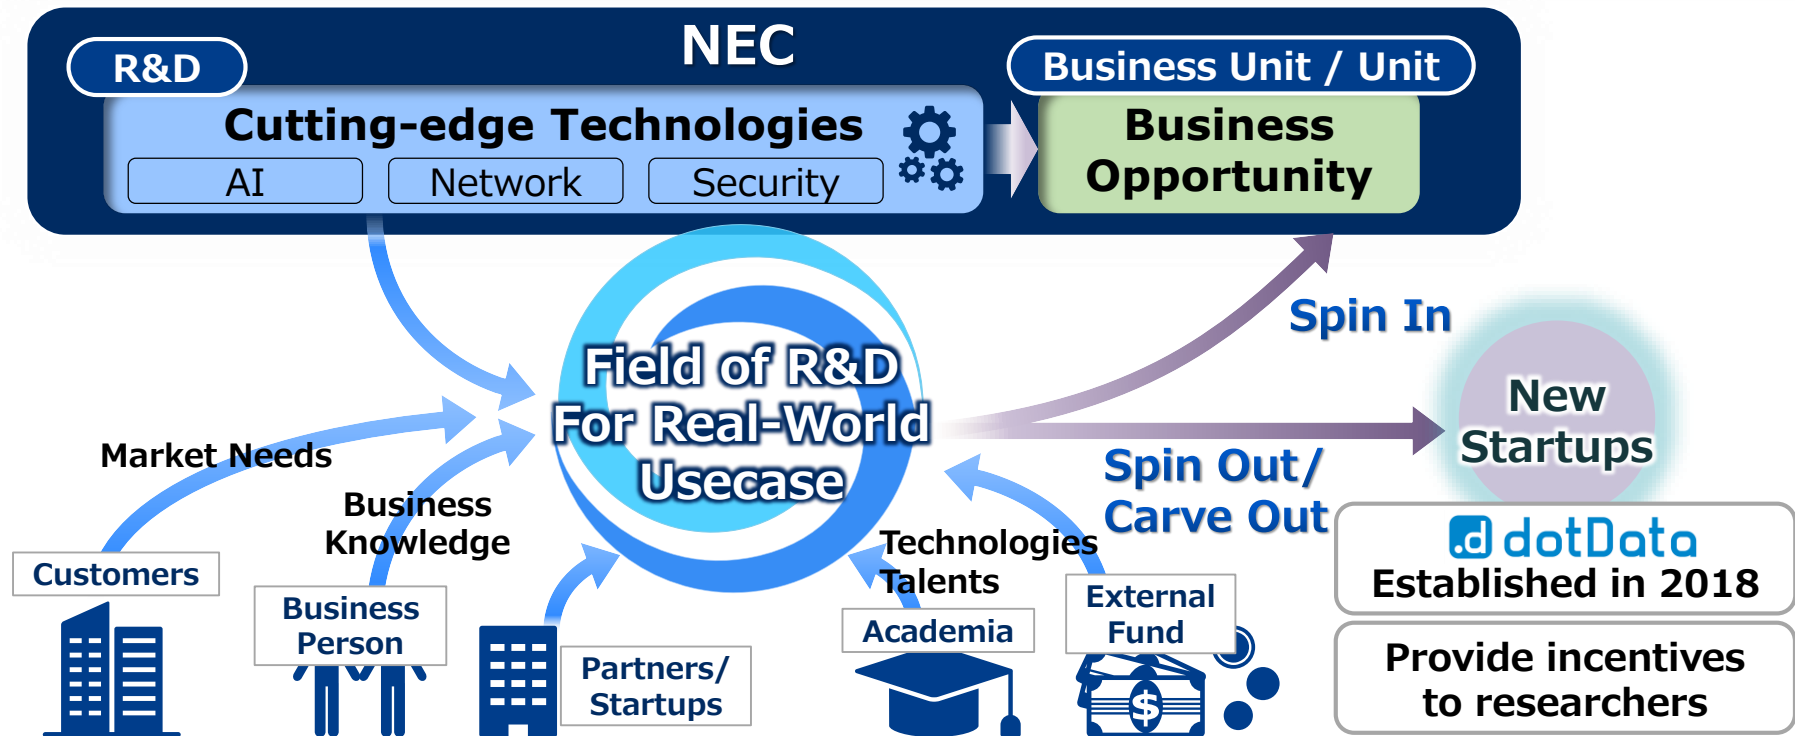 NEC
R&D
Business Unit / Unit
Cutting-edge Technologies
AI
Network
Security
Business
Opportunity
Field of R&D
For Real-World
Usecase
Spin In
New
Startups
Spin Out/
Carve Out
Market Needs
Business
Knowledge
Technologies
Talents
Customers
Business
Person
Partners/
Startups
Academia
External
Fund
$
.d dotData
Established in 2018
Provide incentives
to researchers